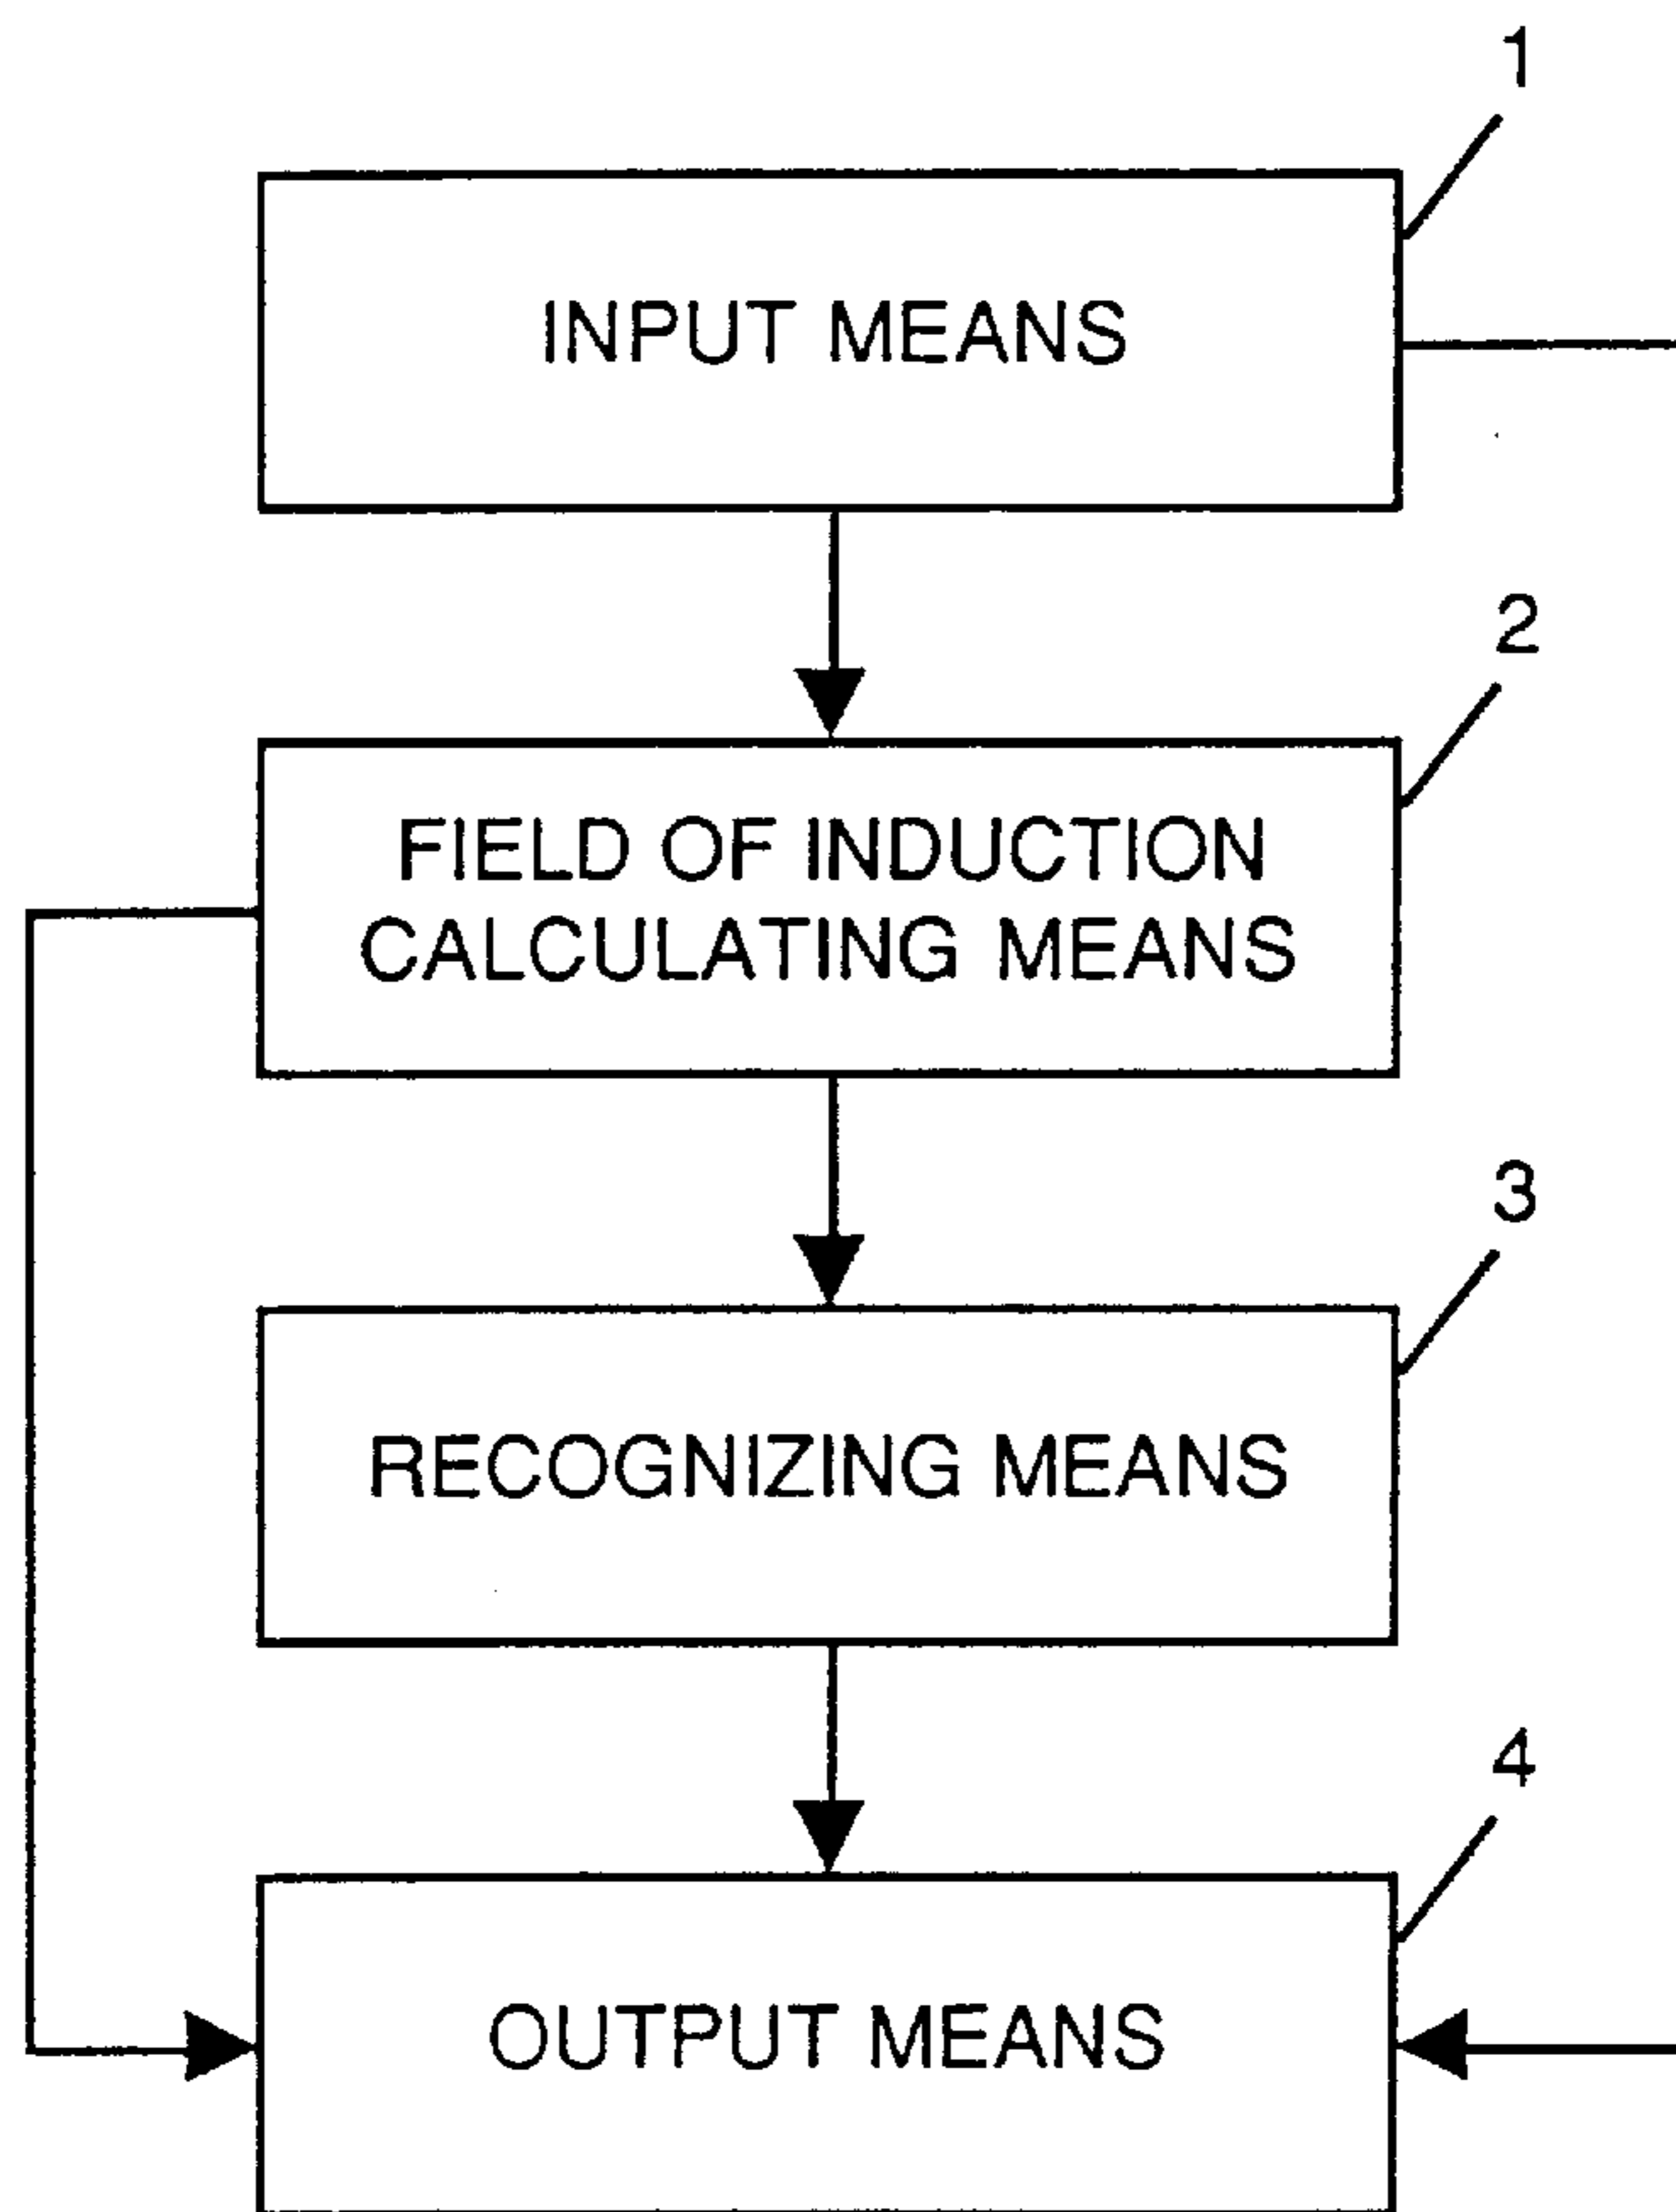 1
INPUT MEANS
2
FIELD OF INDUCTION
CALCULATING MEANS
3
RECOGNIZING MEANS
4
OUTPUT MEANS